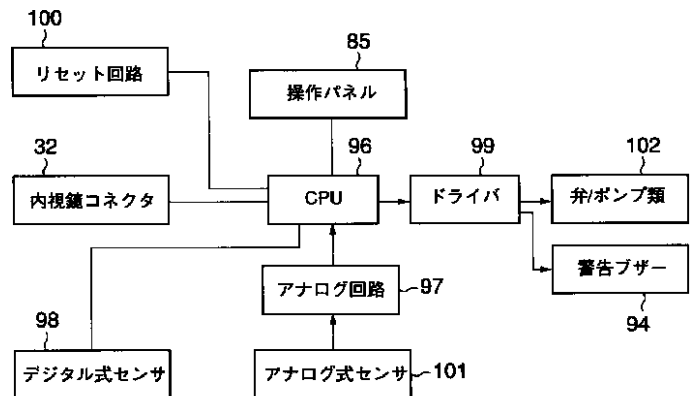 100
リセット回路
85
操作パネル
32
内視鏡コネクタ
96
CPU
99
ドライバ
102
弁/ポンプ類
警告ブザー
94
アナログ回路
97
98
デジタル式センサ
アナログ式センサ
101